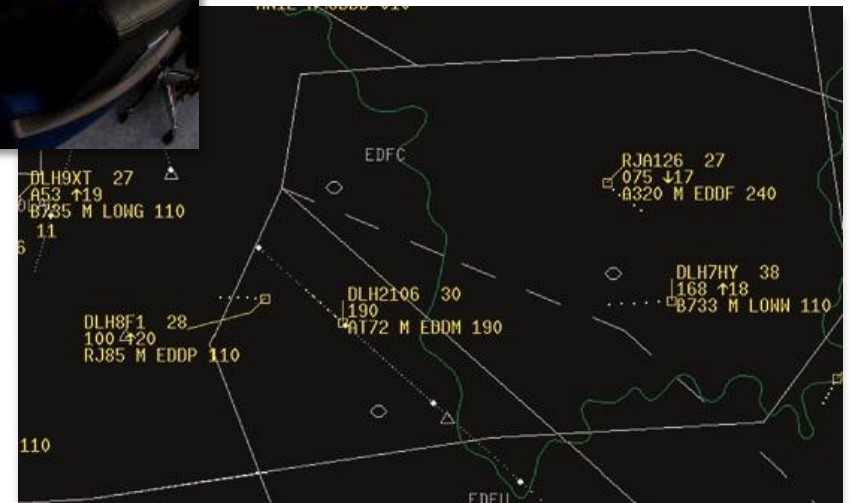 EDFC
RJA126 27
075 ↓17
A320 M EDDF 240
DLH9XT 27
A53 ↑19
B735 M LOWG 110
11
6
DLH7HY 38
168 ↑18
B733 M LOWW 110
DLH2106 30
190
AT72 M EDDM 190
DLH8F1 28
100 ↑20
RJ85 M EDDP 110
110